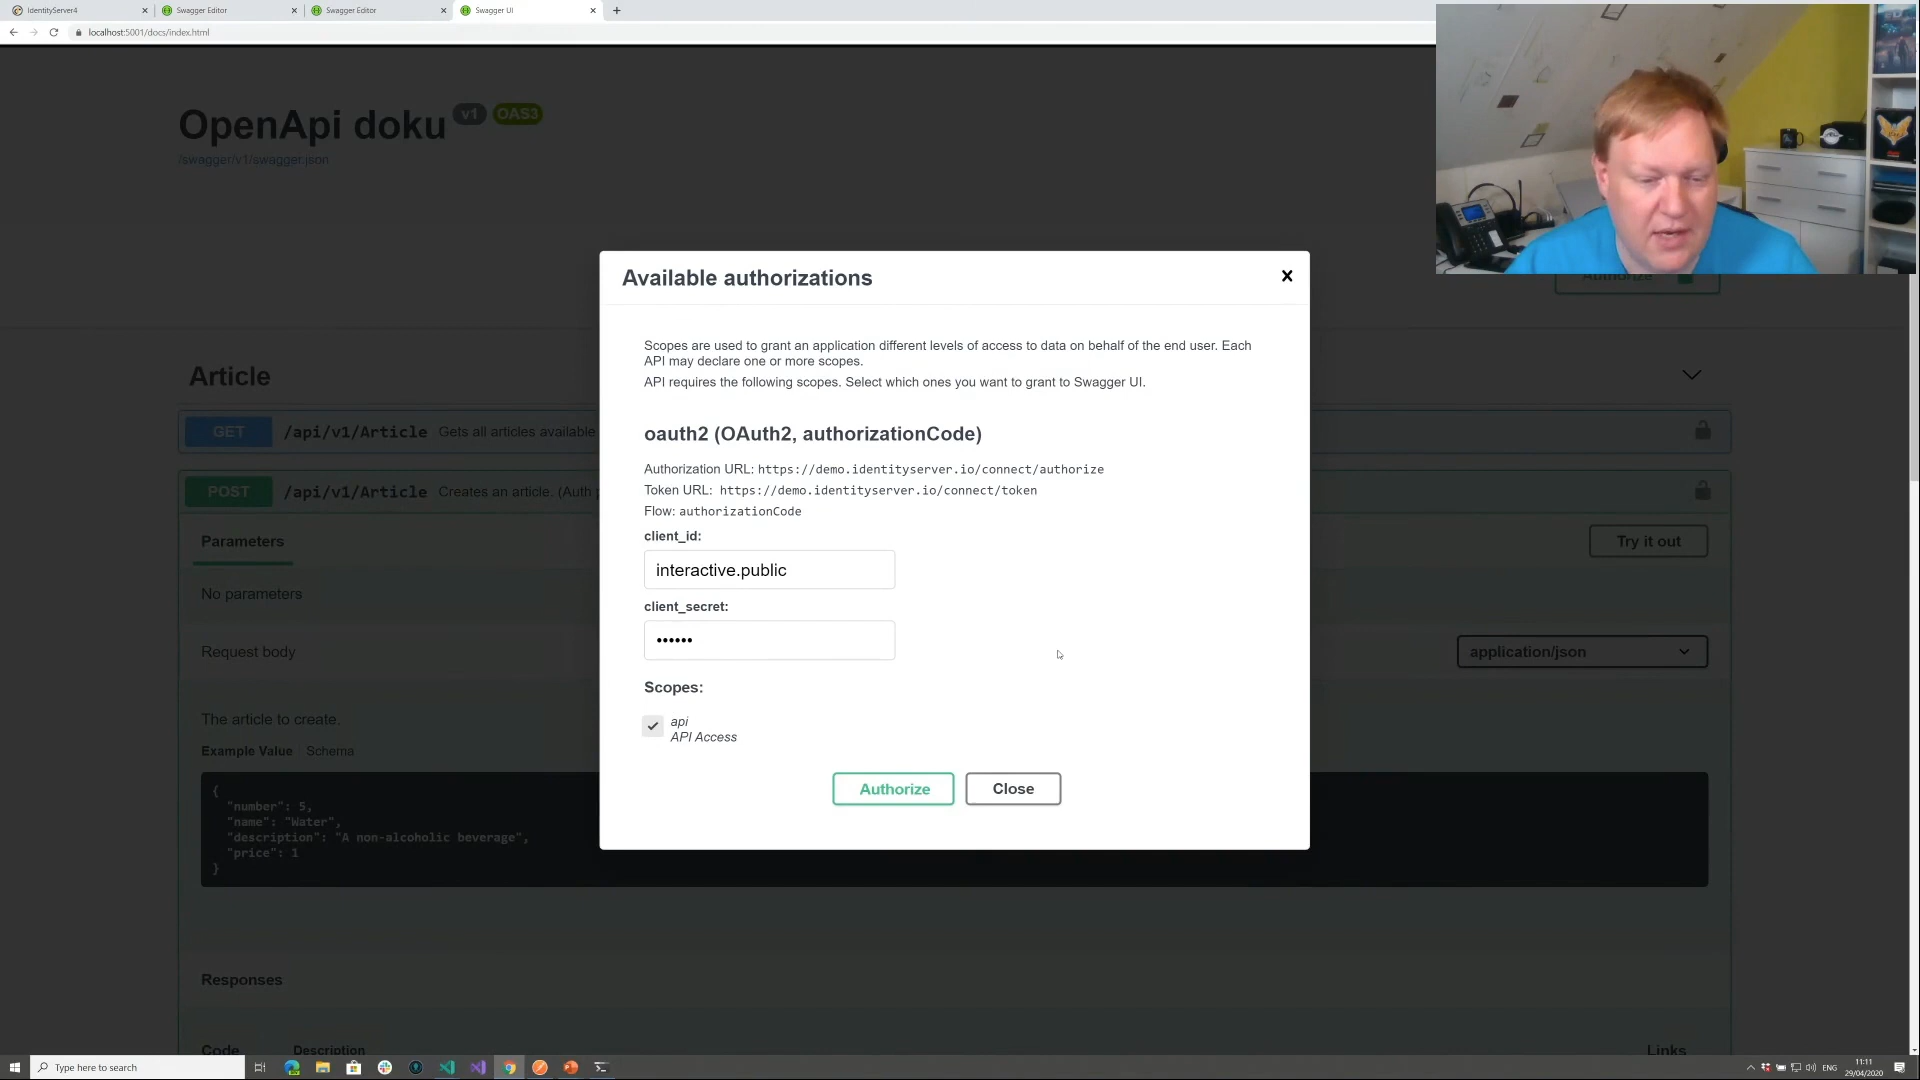 IdentityServer4
Swagger Editor
Swagger Editor
Swagger UI
localhost:5001/docs/index.html
OpenApi doku v1 OAS3
/swagger/v1/swagger.json
Authorize
Available authorizations
Scopes are used to grant an application different levels of access to data on behalf of the end user. Each
API may declare one or more scopes.
API requires the following scopes. Select which ones you want to grant to Swagger UI.
oauth2 (OAuth2, authorizationCode)
Authorization URL: https://demo.identityserver.io/connect/authorize
Token URL: https://demo.identityserver.io/connect/token
Flow: authorizationCode
client_id:
interactive.public
client_secret:
••••••
Scopes:
api
API Access
Authorize
Close
Article
GET /api/v1/Article Gets all articles available
POST /api/v1/Article Creates an article. (Auth
Parameters
Try it out
No parameters
Request body
application/json
The article to create.
Example Value Schema
{
"number": 5,
"name": "Water",
"description": "A non-alcoholic beverage",
"price": 1
}
Responses
Code Description Links
Type here to search
ENG
11:11
29/04/2020